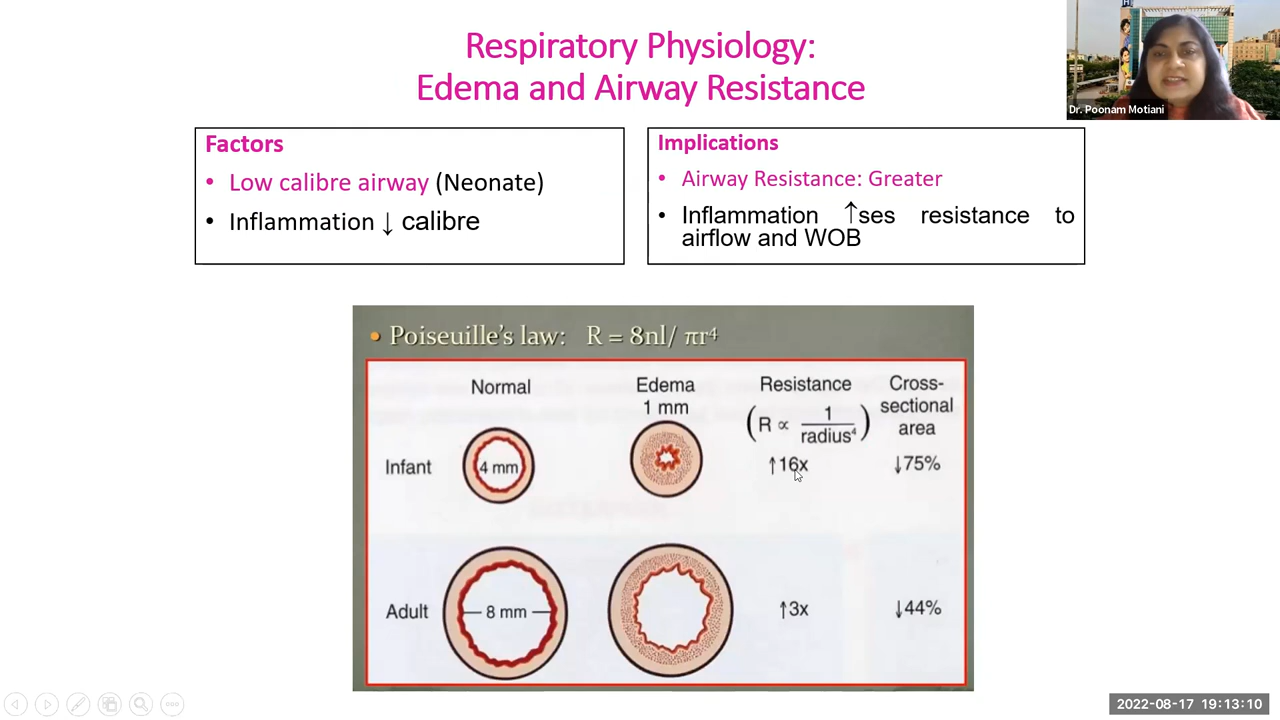 Respiratory Physiology:
Edema and Airway Resistance
Dr. Poonam Motiani
Factors
• Low calibre airway (Neonate)
• Inflammation ↓ calibre
Implications
• Airway Resistance: Greater
• Inflammation ↑ses resistance to
airflow and WOB
• Poiseuille's law: R = 8nl/ πr⁴
Normal
Edema
1 mm
Resistance
(R ∝ 1/radius⁴)
Cross-
sectional
area
Infant
4 mm
↑16x
↓75%
Adult
8 mm
↑3x
↓44%
2022-08-17 19:13:10